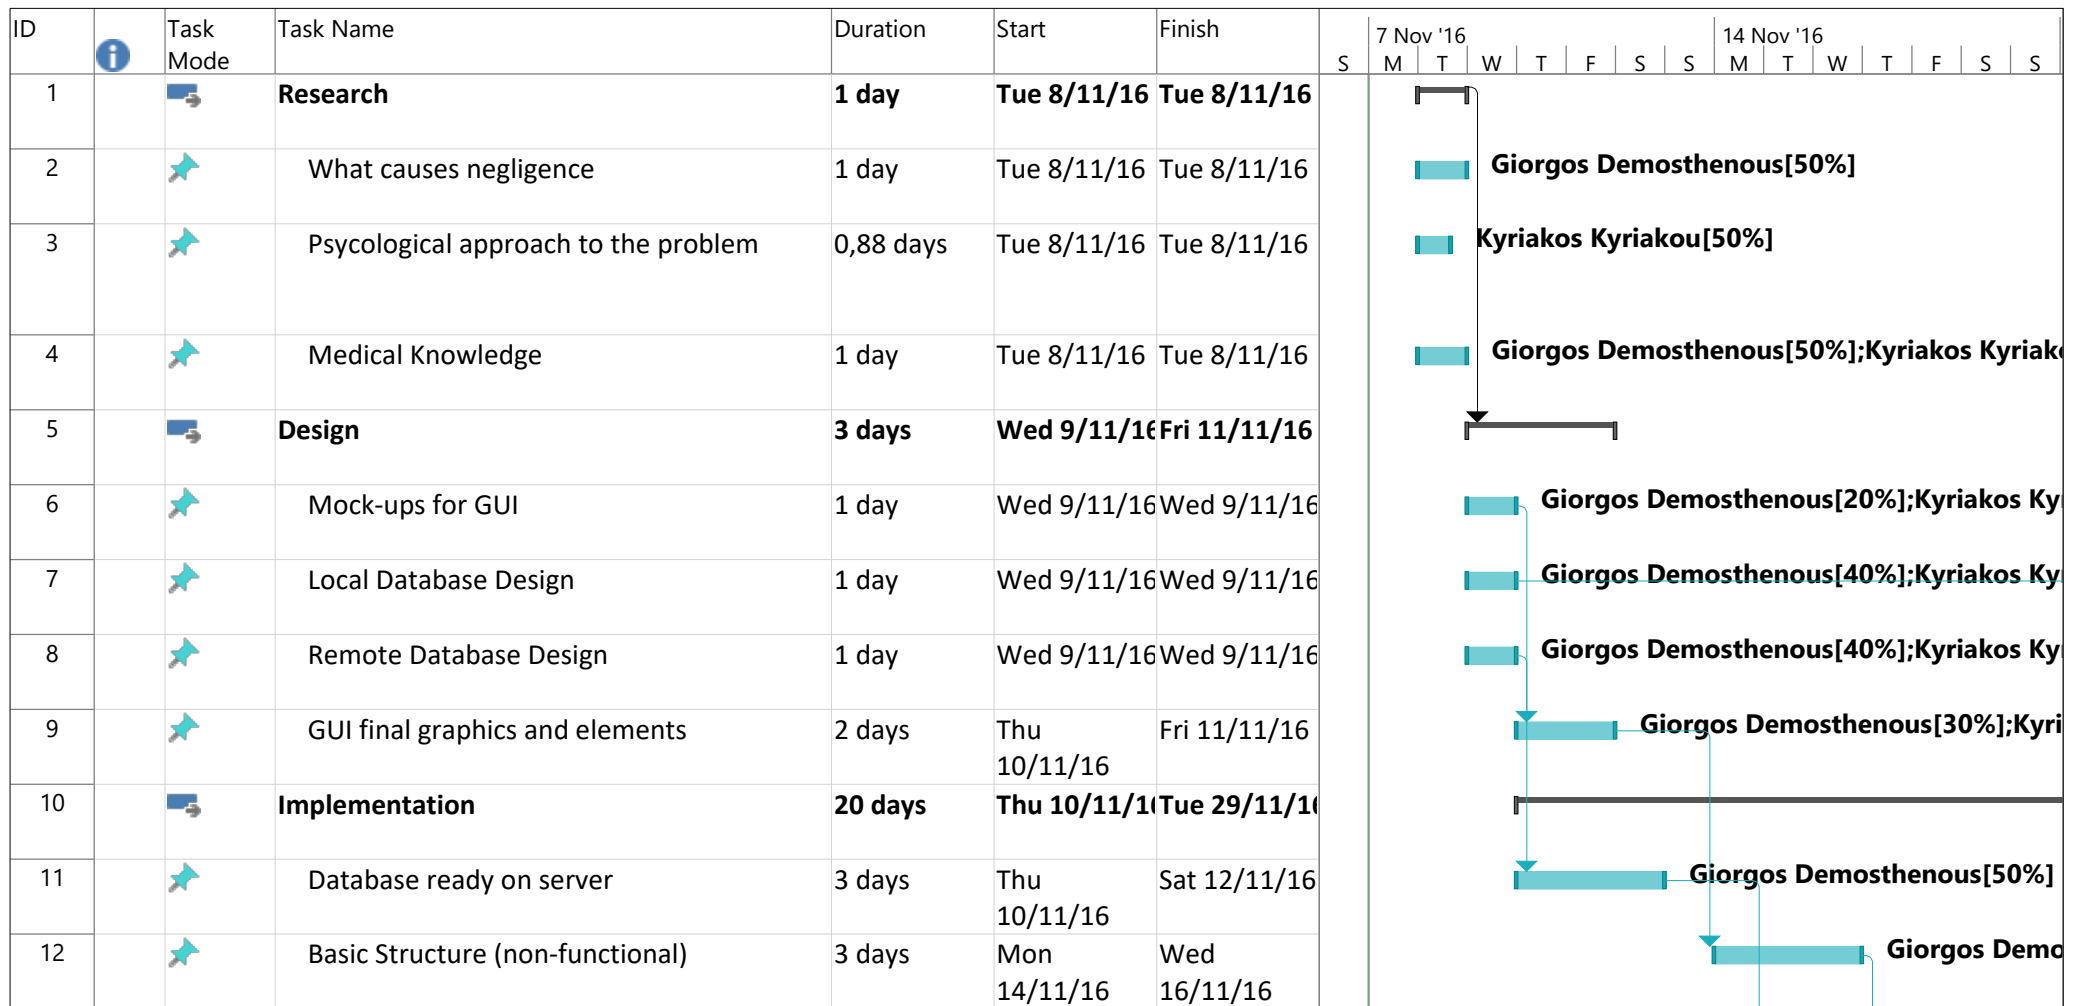 ID Task Mode Task Name Duration Start Finish
7 Nov '16 14 Nov '16
S M T W T F S S M T W T F S S
1 Research 1 day Tue 8/11/16 Tue 8/11/16
2 What causes negligence 1 day Tue 8/11/16 Tue 8/11/16 Giorgos Demosthenous[50%]
3 Psycological approach to the problem 0,88 days Tue 8/11/16 Tue 8/11/16 Kyriakos Kyriakou[50%]
4 Medical Knowledge 1 day Tue 8/11/16 Tue 8/11/16 Giorgos Demosthenous[50%];Kyriakos
5 Design 3 days Wed 9/11/16 Fri 11/11/16
6 Mock-ups for GUI 1 day Wed 9/11/16 Wed 9/11/16 Giorgos Demosthenous[20%];Kyriakos
7 Local Database Design 1 day Wed 9/11/16 Wed 9/11/16 Giorgos Demosthenous[40%];Kyriakos
8 Remote Database Design 1 day Wed 9/11/16 Wed 9/11/16 Giorgos Demosthenous[40%];Kyriakos
9 GUI final graphics and elements 2 days Thu 10/11/16 Fri 11/11/16 Giorgos Demosthenous[30%];
10 Implementation 20 days Thu 10/11/16 Tue 29/11/16
11 Database ready on server 3 days Thu 10/11/16 Sat 12/11/16 Giorgos Demosthenous[50%]
12 Basic Structure (non-functional) 3 days Mon 14/11/16 Wed 16/11/16 Giorgos